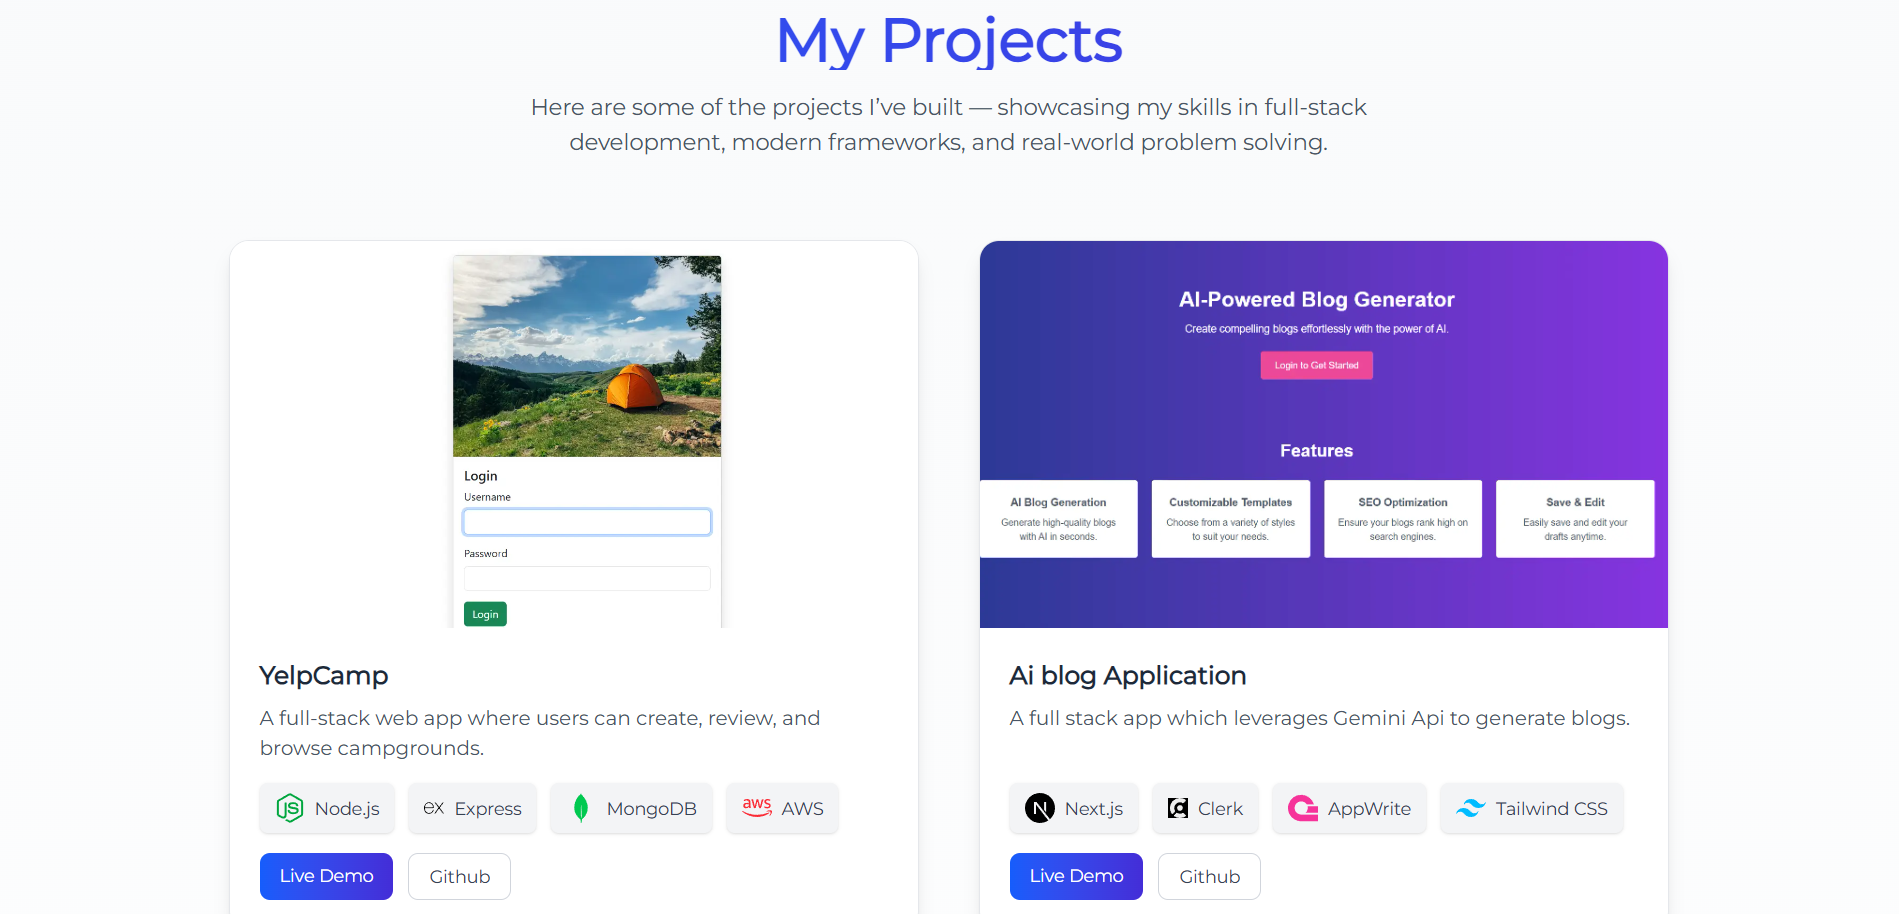 My Projects
Here are some of the projects I’ve built — showcasing my skills in full-stack
development, modern frameworks, and real-world problem solving.
Login
Username
Password
Login
YelpCamp
A full-stack web app where users can create, review, and
browse campgrounds.
JS Node.js
ex Express
MongoDB
aws AWS
Live Demo
Github
AI-Powered Blog Generator
Create compelling blogs effortlessly with the power of AI.
Login to Get Started
Features
AI Blog Generation
Generate high-quality blogs
with AI in seconds.
Customizable Templates
Choose from a variety of styles
to suit your needs.
SEO Optimization
Ensure your blogs rank high on
search engines.
Save & Edit
Easily save and edit your
drafts anytime.
Ai blog Application
A full stack app which leverages Gemini Api to generate blogs.
N Next.js
Clerk
AppWrite
Tailwind CSS
Live Demo
Github